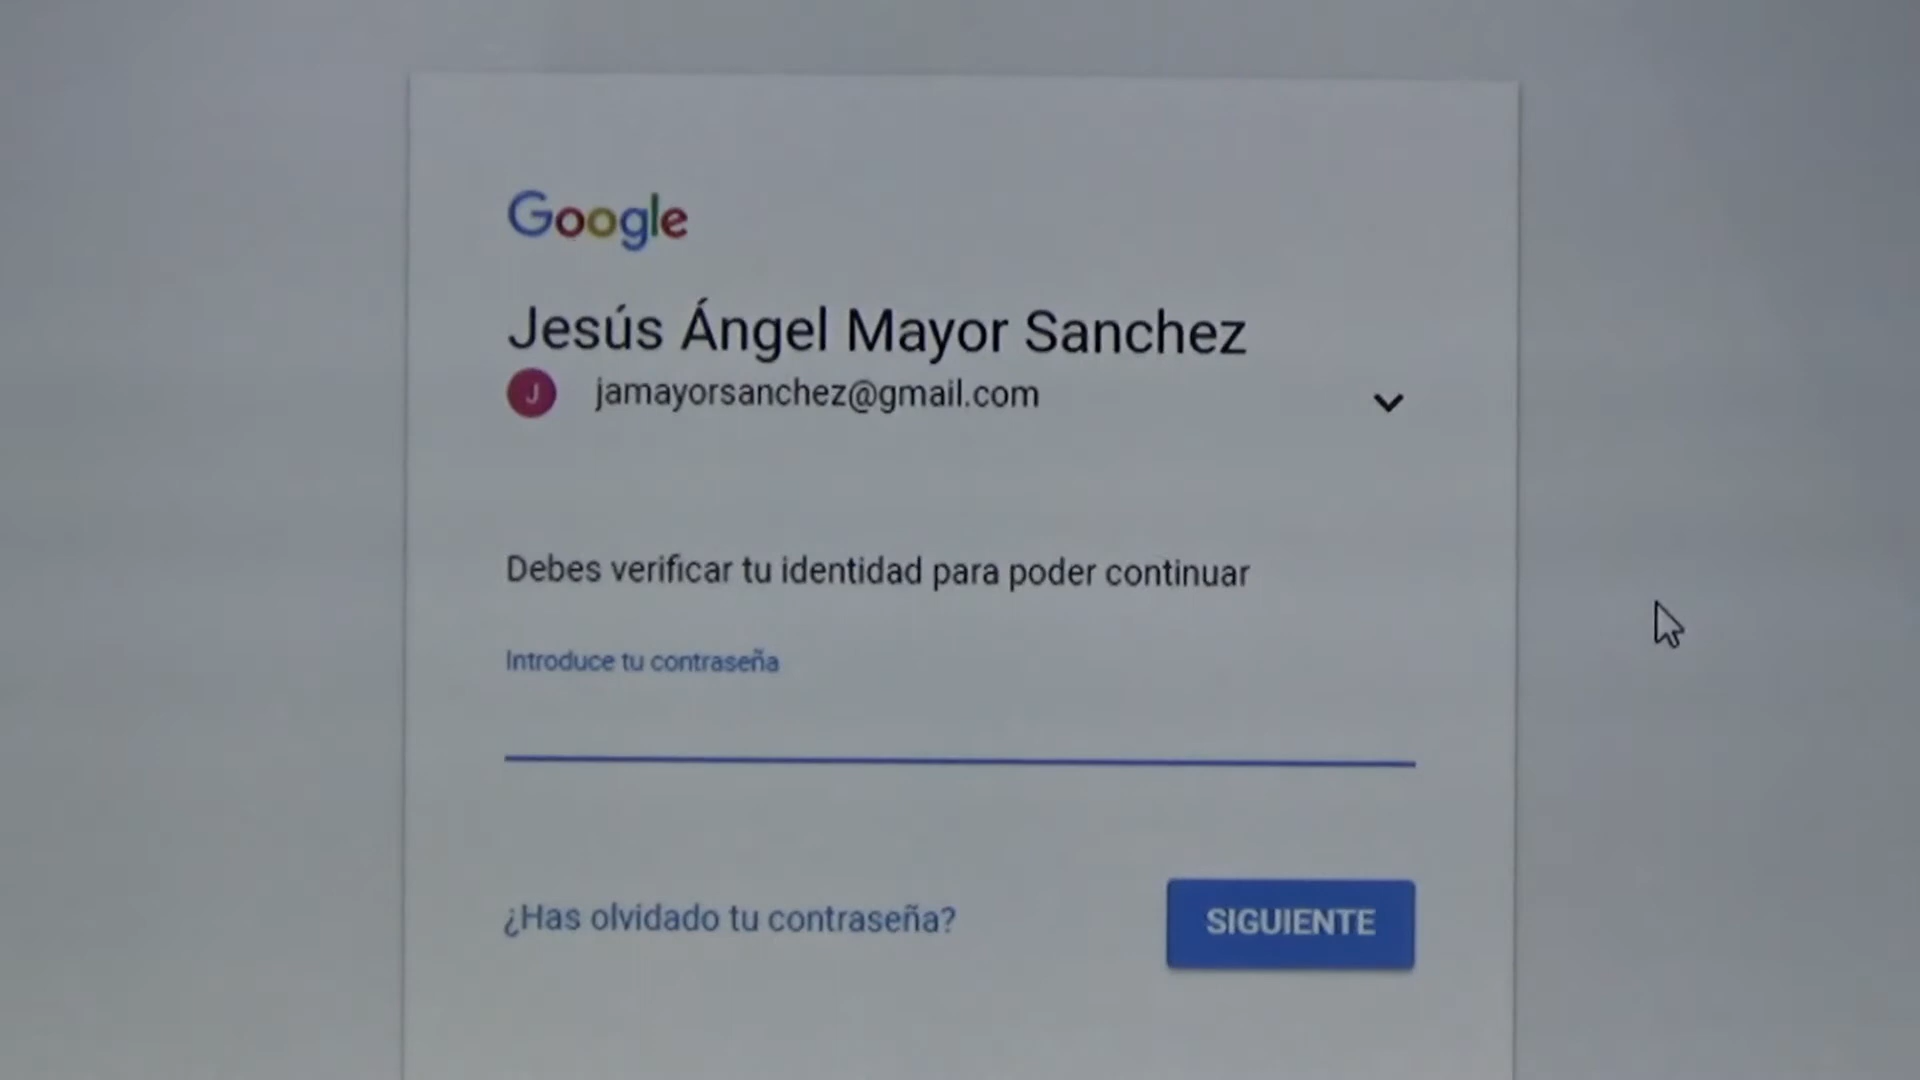 Google
Jesús Ángel Mayor Sanchez
J
jamayorsanchez@gmail.com
Debes verificar tu identidad para poder continuar
Introduce tu contraseña
¿Has olvidado tu contraseña?
SIGUIENTE